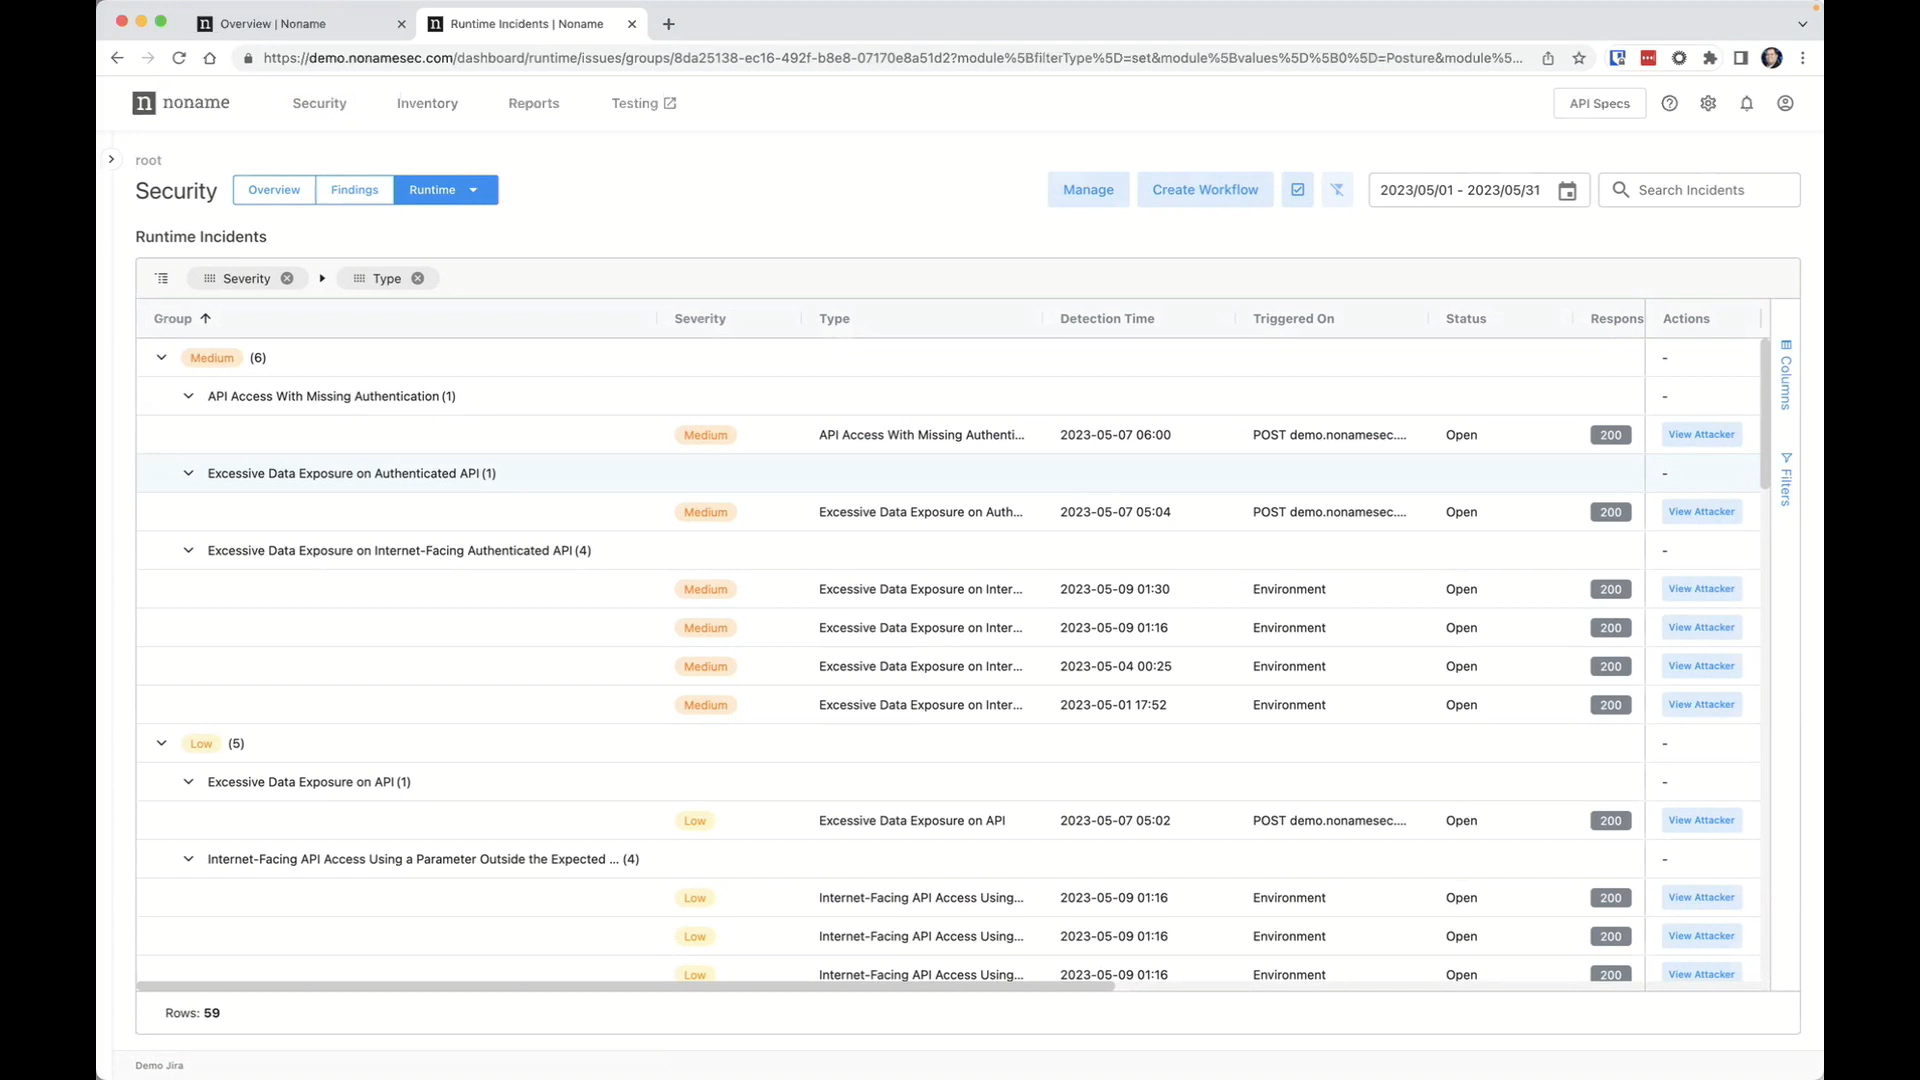 Overview | Noname
Runtime Incidents | Noname
https://demo.nonamesec.com/dashboard/runtime/issues/groups/8da25138-ec16-492f-b8e8-07170e8a51d2?module%5BfilterType%5D=set&module%5Bvalues%5D%5B0%5D=Posture&module%5...
n noname
Security
Inventory
Reports
Testing
API Specs
root
Security
Overview
Findings
Runtime
Manage
Create Workflow
2023/05/01 - 2023/05/31
Search Incidents
Runtime Incidents
Severity
Type
Group Severity Type Detection Time Triggered On Status Respons Actions
Medium (6) -
API Access With Missing Authentication (1) -
Medium API Access With Missing Authenti... 2023-05-07 06:00 POST demo.nonamesec.... Open 200 View Attacker
Excessive Data Exposure on Authenticated API (1) -
Medium Excessive Data Exposure on Auth... 2023-05-07 05:04 POST demo.nonamesec.... Open 200 View Attacker
Excessive Data Exposure on Internet-Facing Authenticated API (4) -
Medium Excessive Data Exposure on Inter... 2023-05-09 01:30 Environment Open 200 View Attacker
Medium Excessive Data Exposure on Inter... 2023-05-09 01:16 Environment Open 200 View Attacker
Medium Excessive Data Exposure on Inter... 2023-05-04 00:25 Environment Open 200 View Attacker
Medium Excessive Data Exposure on Inter... 2023-05-01 17:52 Environment Open 200 View Attacker
Low (5) -
Excessive Data Exposure on API (1) -
Low Excessive Data Exposure on API 2023-05-07 05:02 POST demo.nonamesec.... Open 200 View Attacker
Internet-Facing API Access Using a Parameter Outside the Expected ... (4) -
Low Internet-Facing API Access Using... 2023-05-09 01:16 Environment Open 200 View Attacker
Low Internet-Facing API Access Using... 2023-05-09 01:16 Environment Open 200 View Attacker
Low Internet-Facing API Access Using... 2023-05-09 01:16 Environment Open 200 View Attacker
Columns
Filters
Rows: 59
Demo Jira